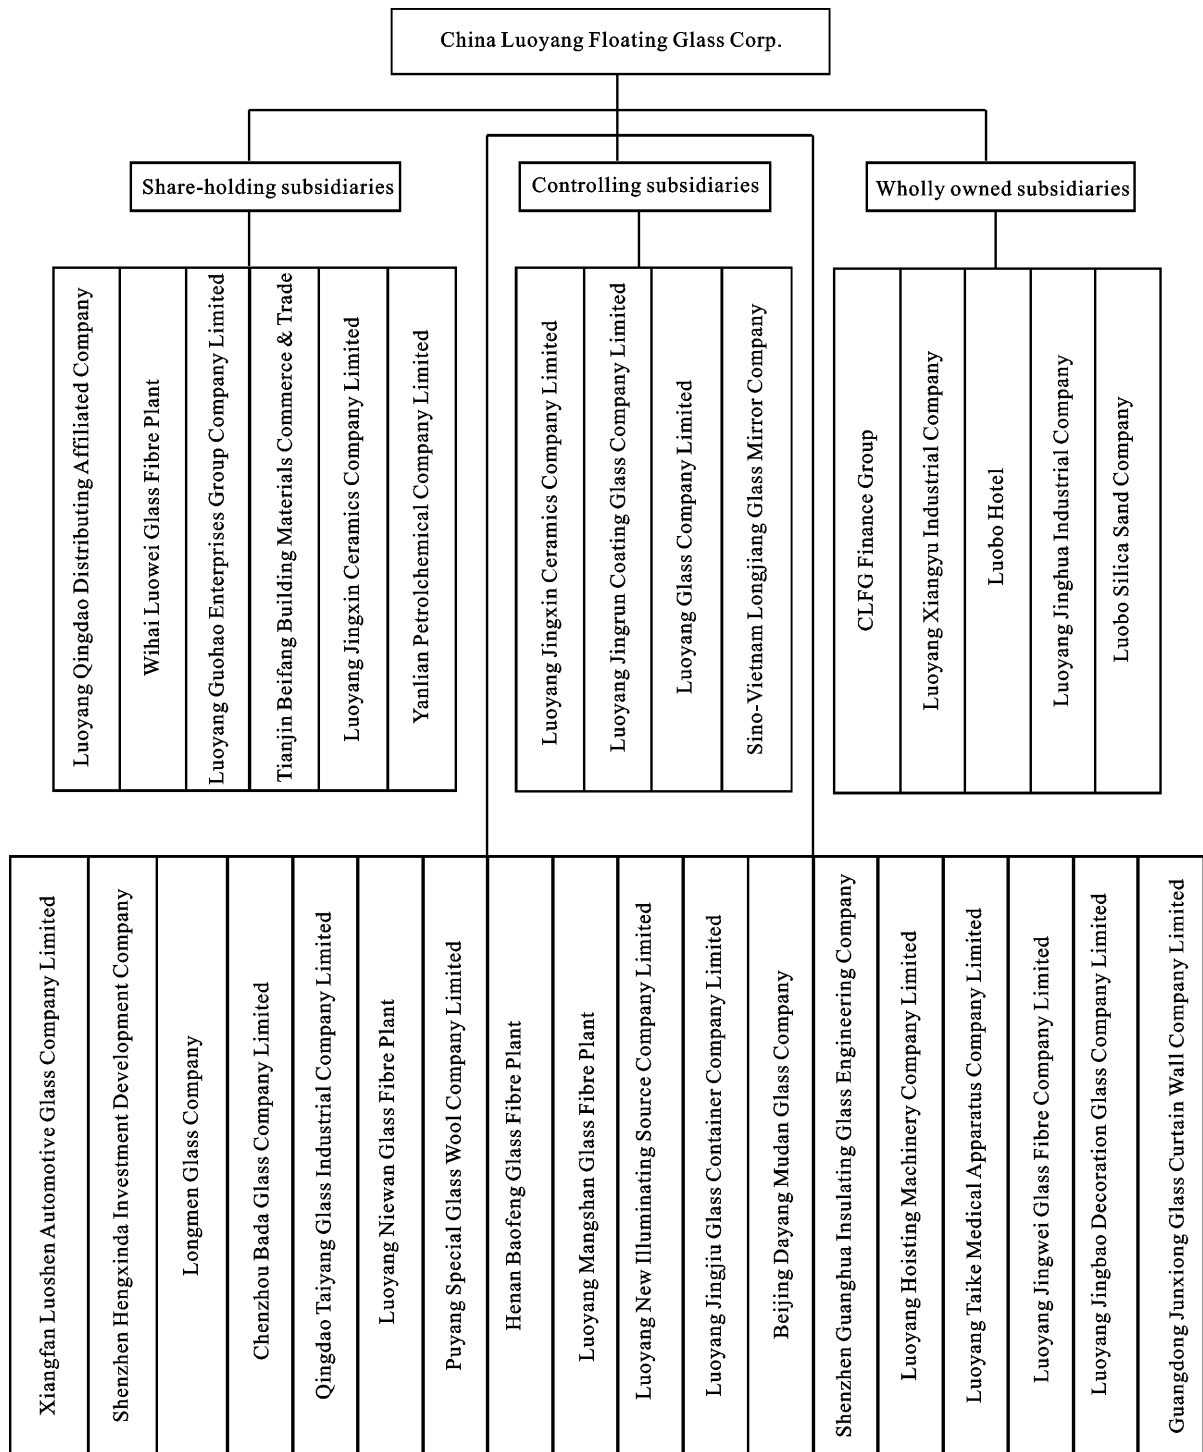 China Luoyang Floating Glass Corp.
Share-holding subsidiaries
Controlling subsidiaries
Wholly owned subsidiaries
Luoyang Qingdao Distributing Affiliated Company
Wihai Luowei Glass Fibre Plant
Luoyang Guohao Enterprises Group Company Limited
Tianjin Beifang Building Materials Commerce & Trade
Luoyang Jingxin Ceramics Company Limited
Yanlian Petrolchemical Company Limited
Luoyang Jingxin Ceramics Company Limited
Luoyang Jingrun Coating Glass Company Limited
Luoyang Glass Company Limited
Sino-Vietnam Longjiang Glass Mirror Company
CLFG Finance Group
Luoyang Xiangyu Industrial Company
Luobo Hotel
Luoyang Jinghua Industrial Company
Luobo Silica Sand Company
Xiangfan Luoshen Automotive Glass Company Limited
Shenzhen Hengxinda Investment Development Company
Longmen Glass Company
Chenzhou Bada Glass Company Limited
Qingdao Taiyang Glass Industrial Company Limited
Luoyang Niewan Glass Fibre Plant
Puyang Special Glass Wool Company Limited
Henan Baofeng Glass Fibre Plant
Luoyang Mangshan Glass Fibre Plant
Luoyang New Illuminating Source Company Limited
Luoyang Jingjiu Glass Container Company Limited
Beijing Dayang Mudan Glass Company
Shenzhen Guanghua Insulating Glass Engineering Company
Luoyang Hoisting Machinery Company Limited
Luoyang Taike Medical Apparatus Company Limited
Luoyang Jingwei Glass Fibre Company Limited
Luoyang Jingbao Decoration Glass Company Limited
Guangdong Junxiong Glass Curtain Wall Company Limited